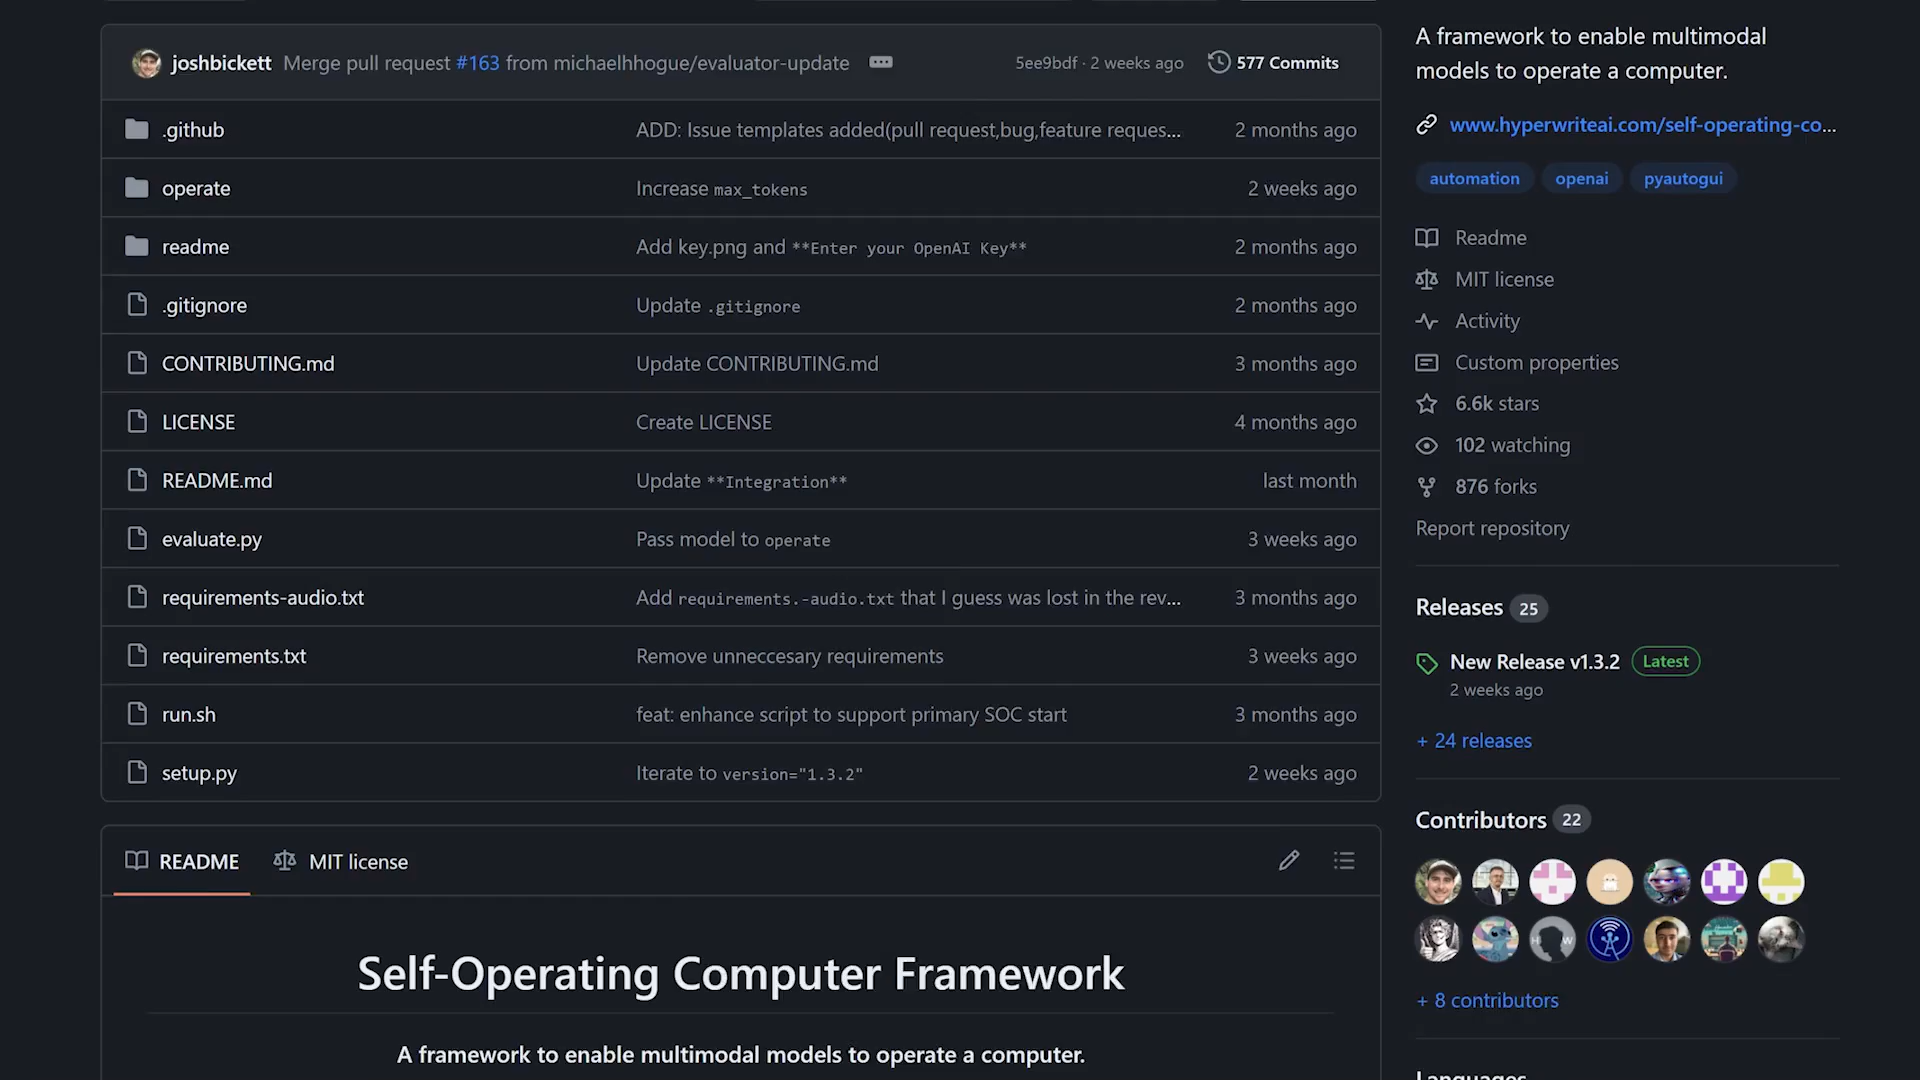 joshbickett Merge pull request #163 from michaelhhogue/evaluator-update 5ee9bdf · 2 weeks ago 577 Commits
.github ADD: Issue templates added(pull request,bug,feature reques... 2 months ago
operate Increase max_tokens 2 weeks ago
readme Add key.png and **Enter your OpenAI Key** 2 months ago
.gitignore Update .gitignore 2 months ago
CONTRIBUTING.md Update CONTRIBUTING.md 3 months ago
LICENSE Create LICENSE 4 months ago
README.md Update **Integration** last month
evaluate.py Pass model to operate 3 weeks ago
requirements-audio.txt Add requirements.-audio.txt that I guess was lost in the rev... 3 months ago
requirements.txt Remove unneccesary requirements 3 weeks ago
run.sh feat: enhance script to support primary SOC start 3 months ago
setup.py Iterate to version="1.3.2" 2 weeks ago
README MIT license
Self-Operating Computer Framework
A framework to enable multimodal models to operate a computer.
A framework to enable multimodal
models to operate a computer.
www.hyperwriteai.com/self-operating-co...
automation openai pyautogui
Readme
MIT license
Activity
Custom properties
6.6k stars
102 watching
876 forks
Report repository
Releases 25
New Release v1.3.2 Latest
2 weeks ago
+ 24 releases
Contributors 22
+ 8 contributors
Languages